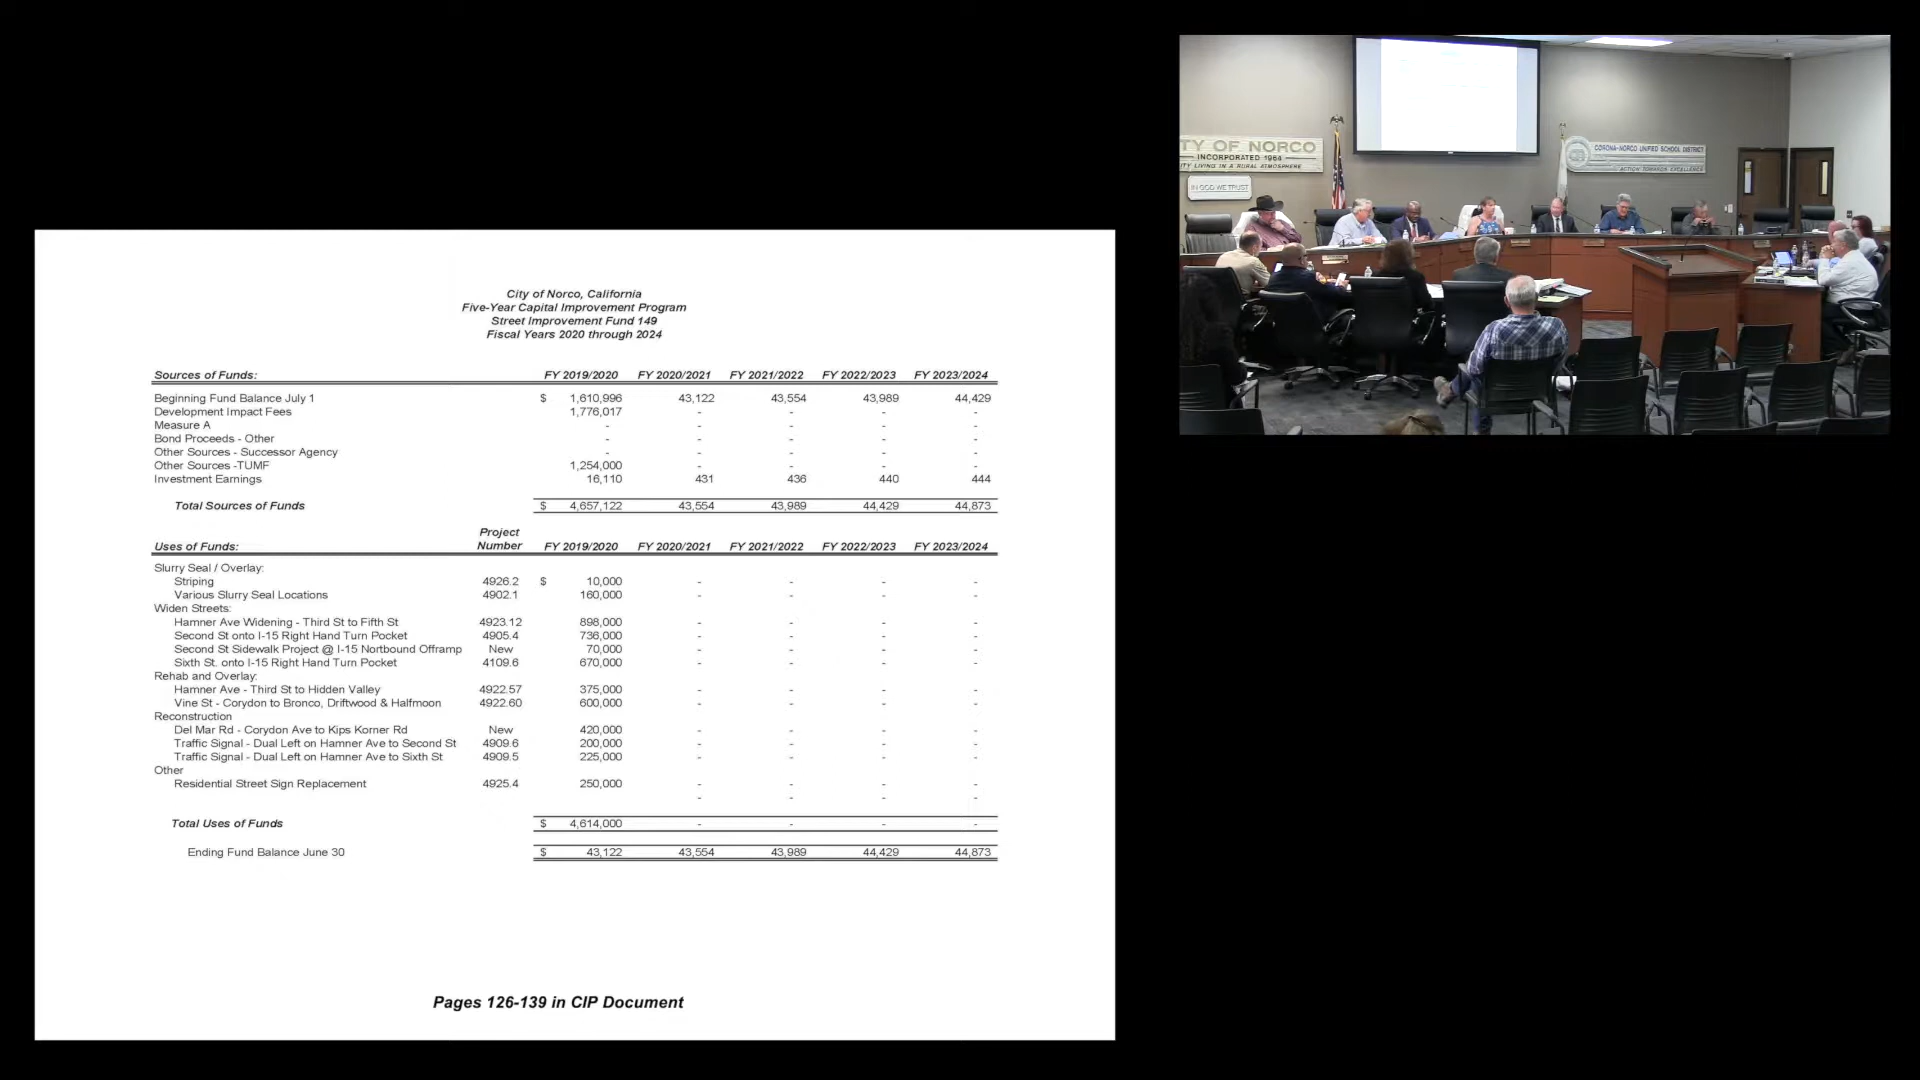 City of Norco, California
Five-Year Capital Improvement Program
Street Improvement Fund 149
Fiscal Years 2020 through 2024
Sources of Funds: FY 2019/2020 FY 2020/2021 FY 2021/2022 FY 2022/2023 FY 2023/2024
Beginning Fund Balance July 1 $ 1,610,996 43,122 43,554 43,989 44,429
Development Impact Fees 1,776,017 - - - -
Measure A - - - - -
Bond Proceeds - Other - - - - -
Other Sources - Successor Agency - - - - -
Other Sources -TUMF 1,254,000 - - - -
Investment Earnings 16,110 431 436 440 444
Total Sources of Funds $ 4,657,122 43,554 43,989 44,429 44,873
Project
Uses of Funds: Number FY 2019/2020 FY 2020/2021 FY 2021/2022 FY 2022/2023 FY 2023/2024
Slurry Seal / Overlay:
Striping 4926.2 $ 10,000 - - - -
Various Slurry Seal Locations 4902.1 160,000 - - - -
Widen Streets:
Hamner Ave Widening - Third St to Fifth St 4923.12 898,000 - - - -
Second St onto I-15 Right Hand Turn Pocket 4905.4 736,000 - - - -
Second St Sidewalk Project @ I-15 Nortbound Offramp New 70,000 - - - -
Sixth St. onto I-15 Right Hand Turn Pocket 4109.6 670,000 - - - -
Rehab and Overlay:
Hamner Ave - Third St to Hidden Valley 4922.57 375,000 - - - -
Vine St - Corydon to Bronco, Driftwood & Halfmoon 4922.60 600,000 - - - -
Reconstruction
Del Mar Rd - Corydon Ave to Kips Korner Rd New 420,000 - - - -
Traffic Signal - Dual Left on Hamner Ave to Second St 4909.6 200,000 - - - -
Traffic Signal - Dual Left on Hamner Ave to Sixth St 4909.5 225,000 - - - -
Other
Residential Street Sign Replacement 4925.4 250,000 - - - -
- - - -
Total Uses of Funds $ 4,614,000 - - - -
Ending Fund Balance June 30 $ 43,122 43,554 43,989 44,429 44,873
Pages 126-139 in CIP Document
TY OF NORCO
INCORPORATED 1964
ITY LIVING IN A RURAL ATMOSPHERE
IN GOD WE TRUST
CORONA-NORCO UNIFIED SCHOOL DISTRICT
ACTION TOWARDS EXCELLENCE